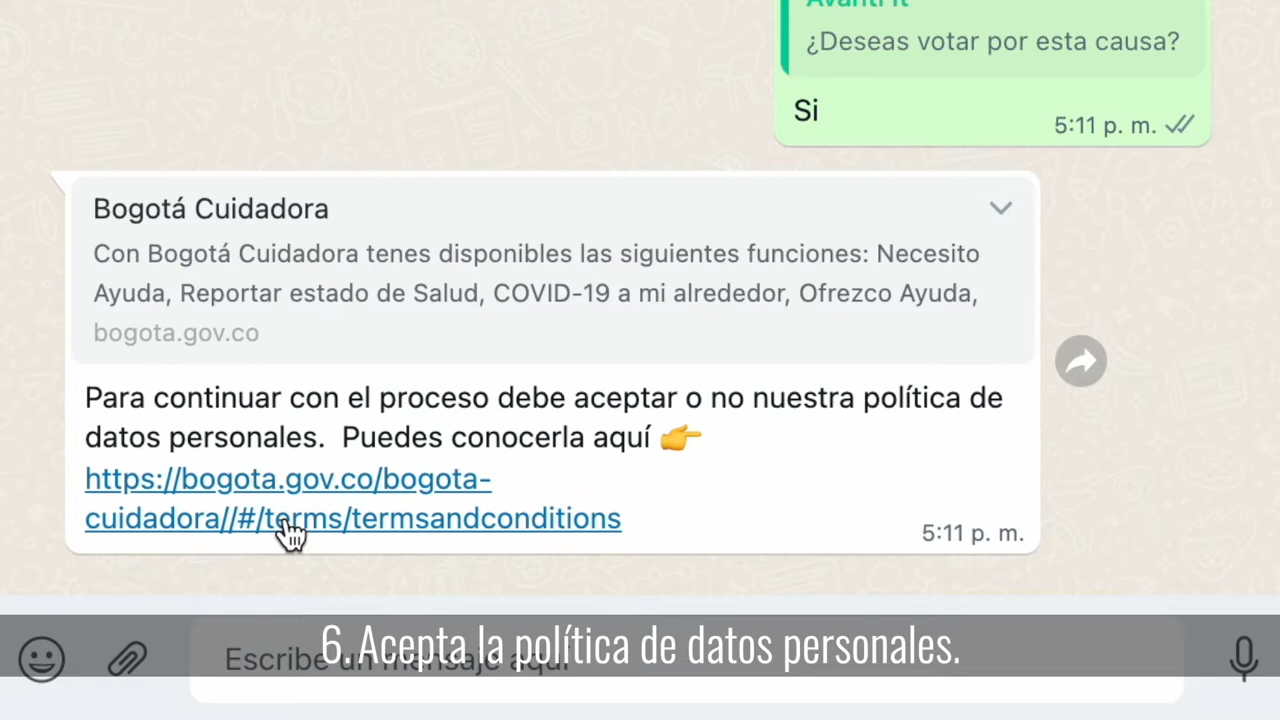 Avanti It
¿Deseas votar por esta causa?
Si
5:11 p. m.
Bogotá Cuidadora
Con Bogotá Cuidadora tenes disponibles las siguientes funciones: Necesito
Ayuda, Reportar estado de Salud, COVID-19 a mi alrededor, Ofrezco Ayuda,
bogota.gov.co
Para continuar con el proceso debe aceptar o no nuestra política de
datos personales. Puedes conocerla aquí 👉
https://bogota.gov.co/bogota-
cuidadora//#/terms/termsandconditions
5:11 p. m.
Escribe un mensaje aquí
6. Acepta la política de datos personales.